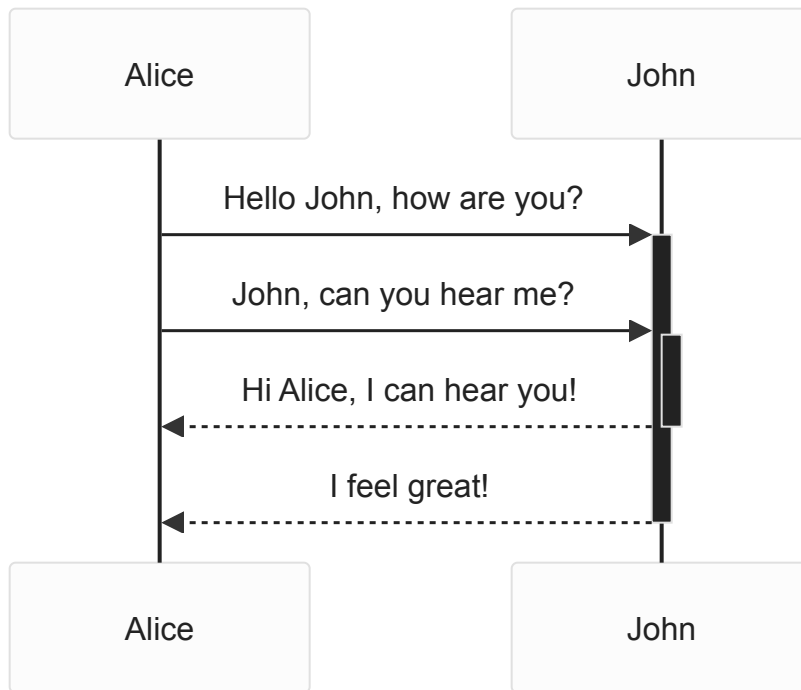 Alice
John
Hello John, how are you?
John, can you hear me?
Hi Alice, I can hear you!
I feel great!
Alice
John